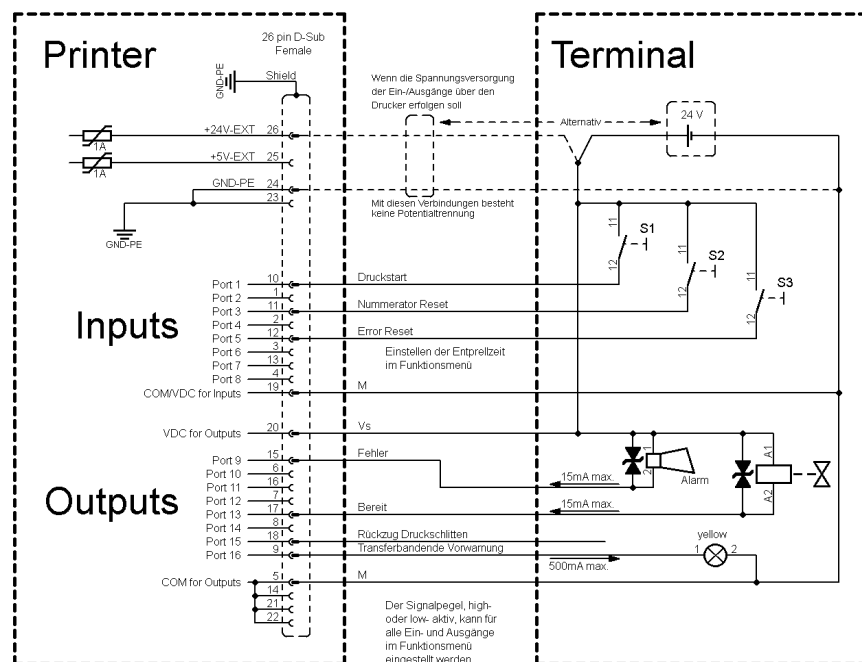 Printer
26 pin D-Sub
Female
Terminal
GND-PE
Shield
Wenn die Spannungsversorgung
der Ein-/Ausgänge über den
Drucker erfolgen soll
Alternativ
24 V
1A
+24V-EXT 26
1A
+5V-EXT 25
GND-PE 24
23
GND-PE
Mit diesen Verbindungen besteht
keine Potentialtrennung
11
12
S1
11
12
S2
11
12
S3
Inputs
Port 1 10 Druckstart
Port 2 1
Port 3 11 Nummerator Reset
Port 4 2
Port 5 12 Error Reset
Port 6 3
Port 7 13
Port 8 4
Einstellen der Entprellzeit
im Funktionsmenü
COM/VDC for Inputs 19 M
VDC for Outputs 20 Vs
Outputs
Port 9 15 Fehler
Port 10 6
Port 11 16
Port 12 7
Port 13 17 Bereit
Port 14 8
Port 15 18 Rückzug Druckschlitten
Port 16 9 Transferbandende Vorwarnung
15mA max.
15mA max.
500mA max.
1
2
Alarm
A1
A2
yellow
1 2
COM for Outputs 5 M
14
21
22
Der Signalpegel, high-
oder low- aktiv, kann für
alle Ein- und Ausgänge
im Funktionsmenü
eingestellt werden